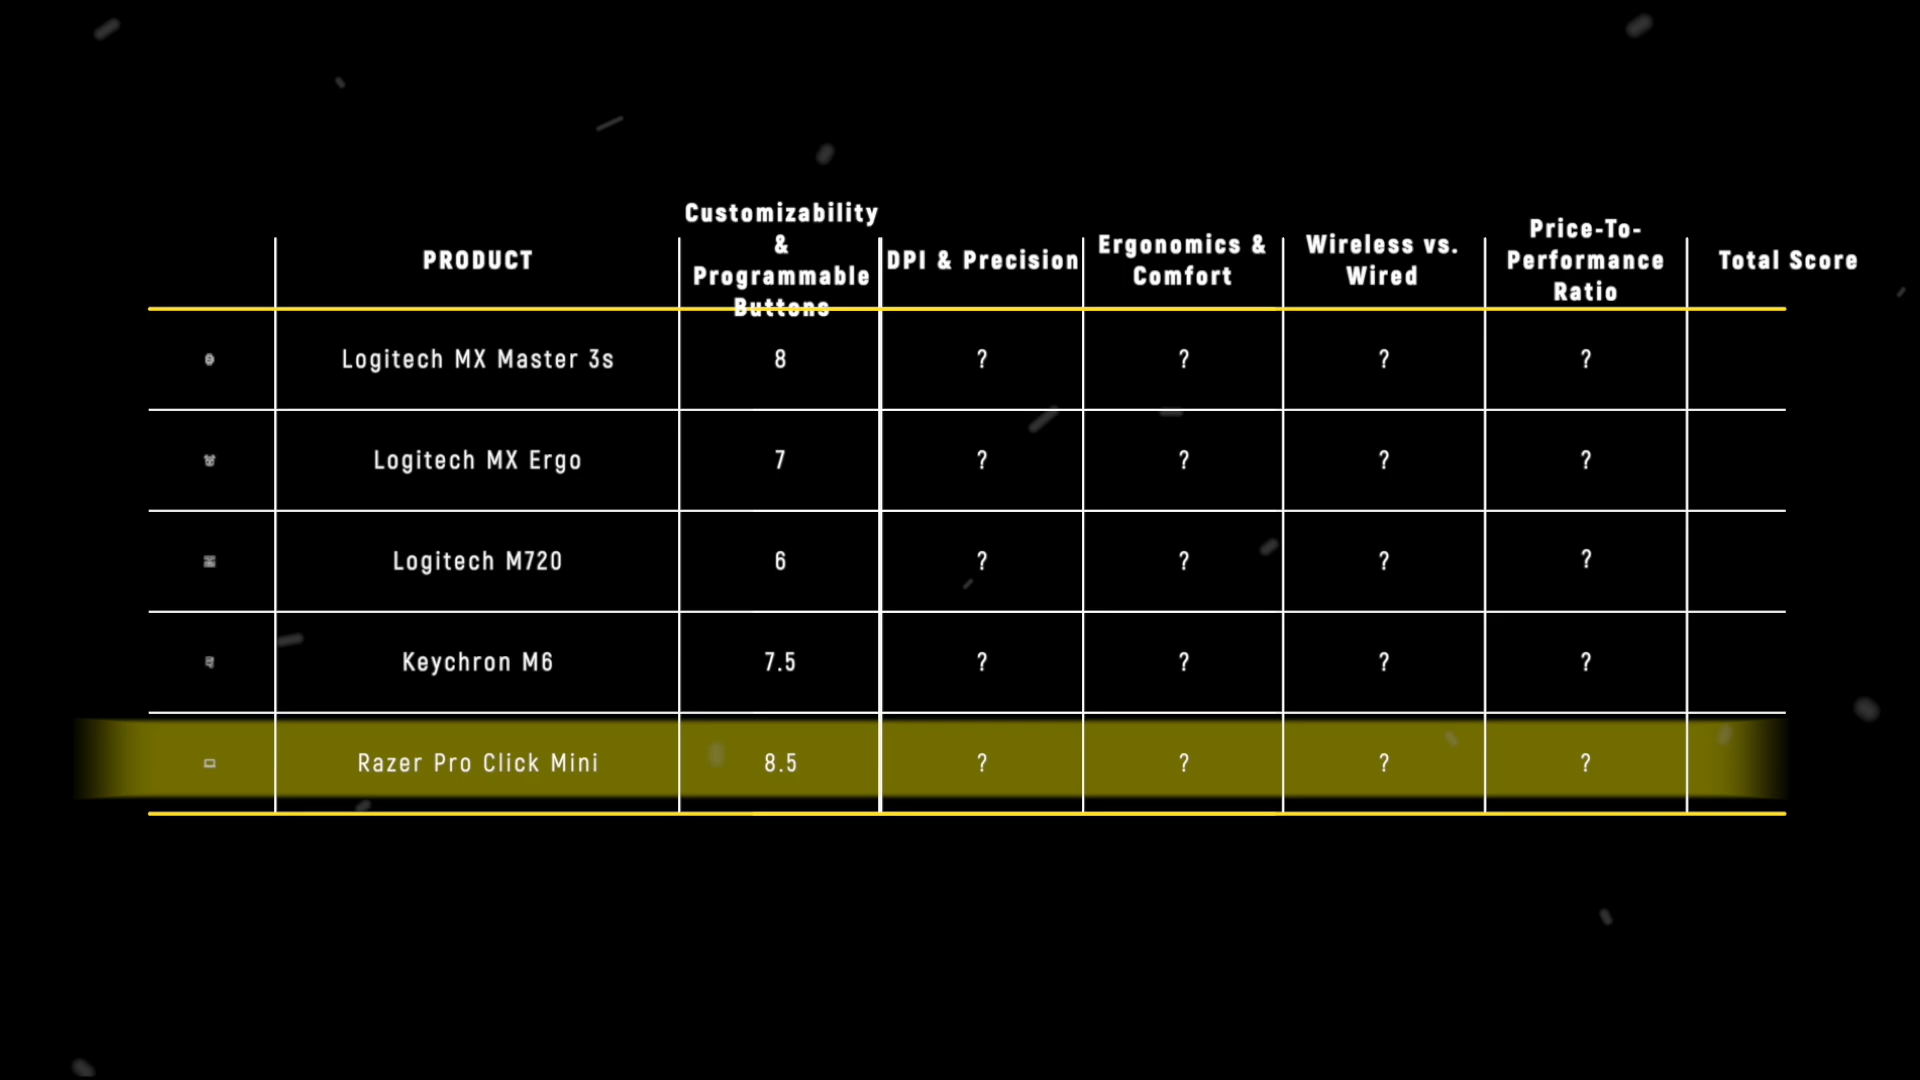 PRODUCT
Customizability
&
Programmable
Buttons
DPI & Precision
Ergonomics &
Comfort
Wireless vs.
Wired
Price-To-
Performance
Ratio
Total Score
Logitech MX Master 3s 8 ? ? ? ?
Logitech MX Ergo 7 ? ? ? ?
Logitech M720 6 ? ? ? ?
Keychron M6 7.5 ? ? ? ?
Razer Pro Click Mini 8.5 ? ? ? ?